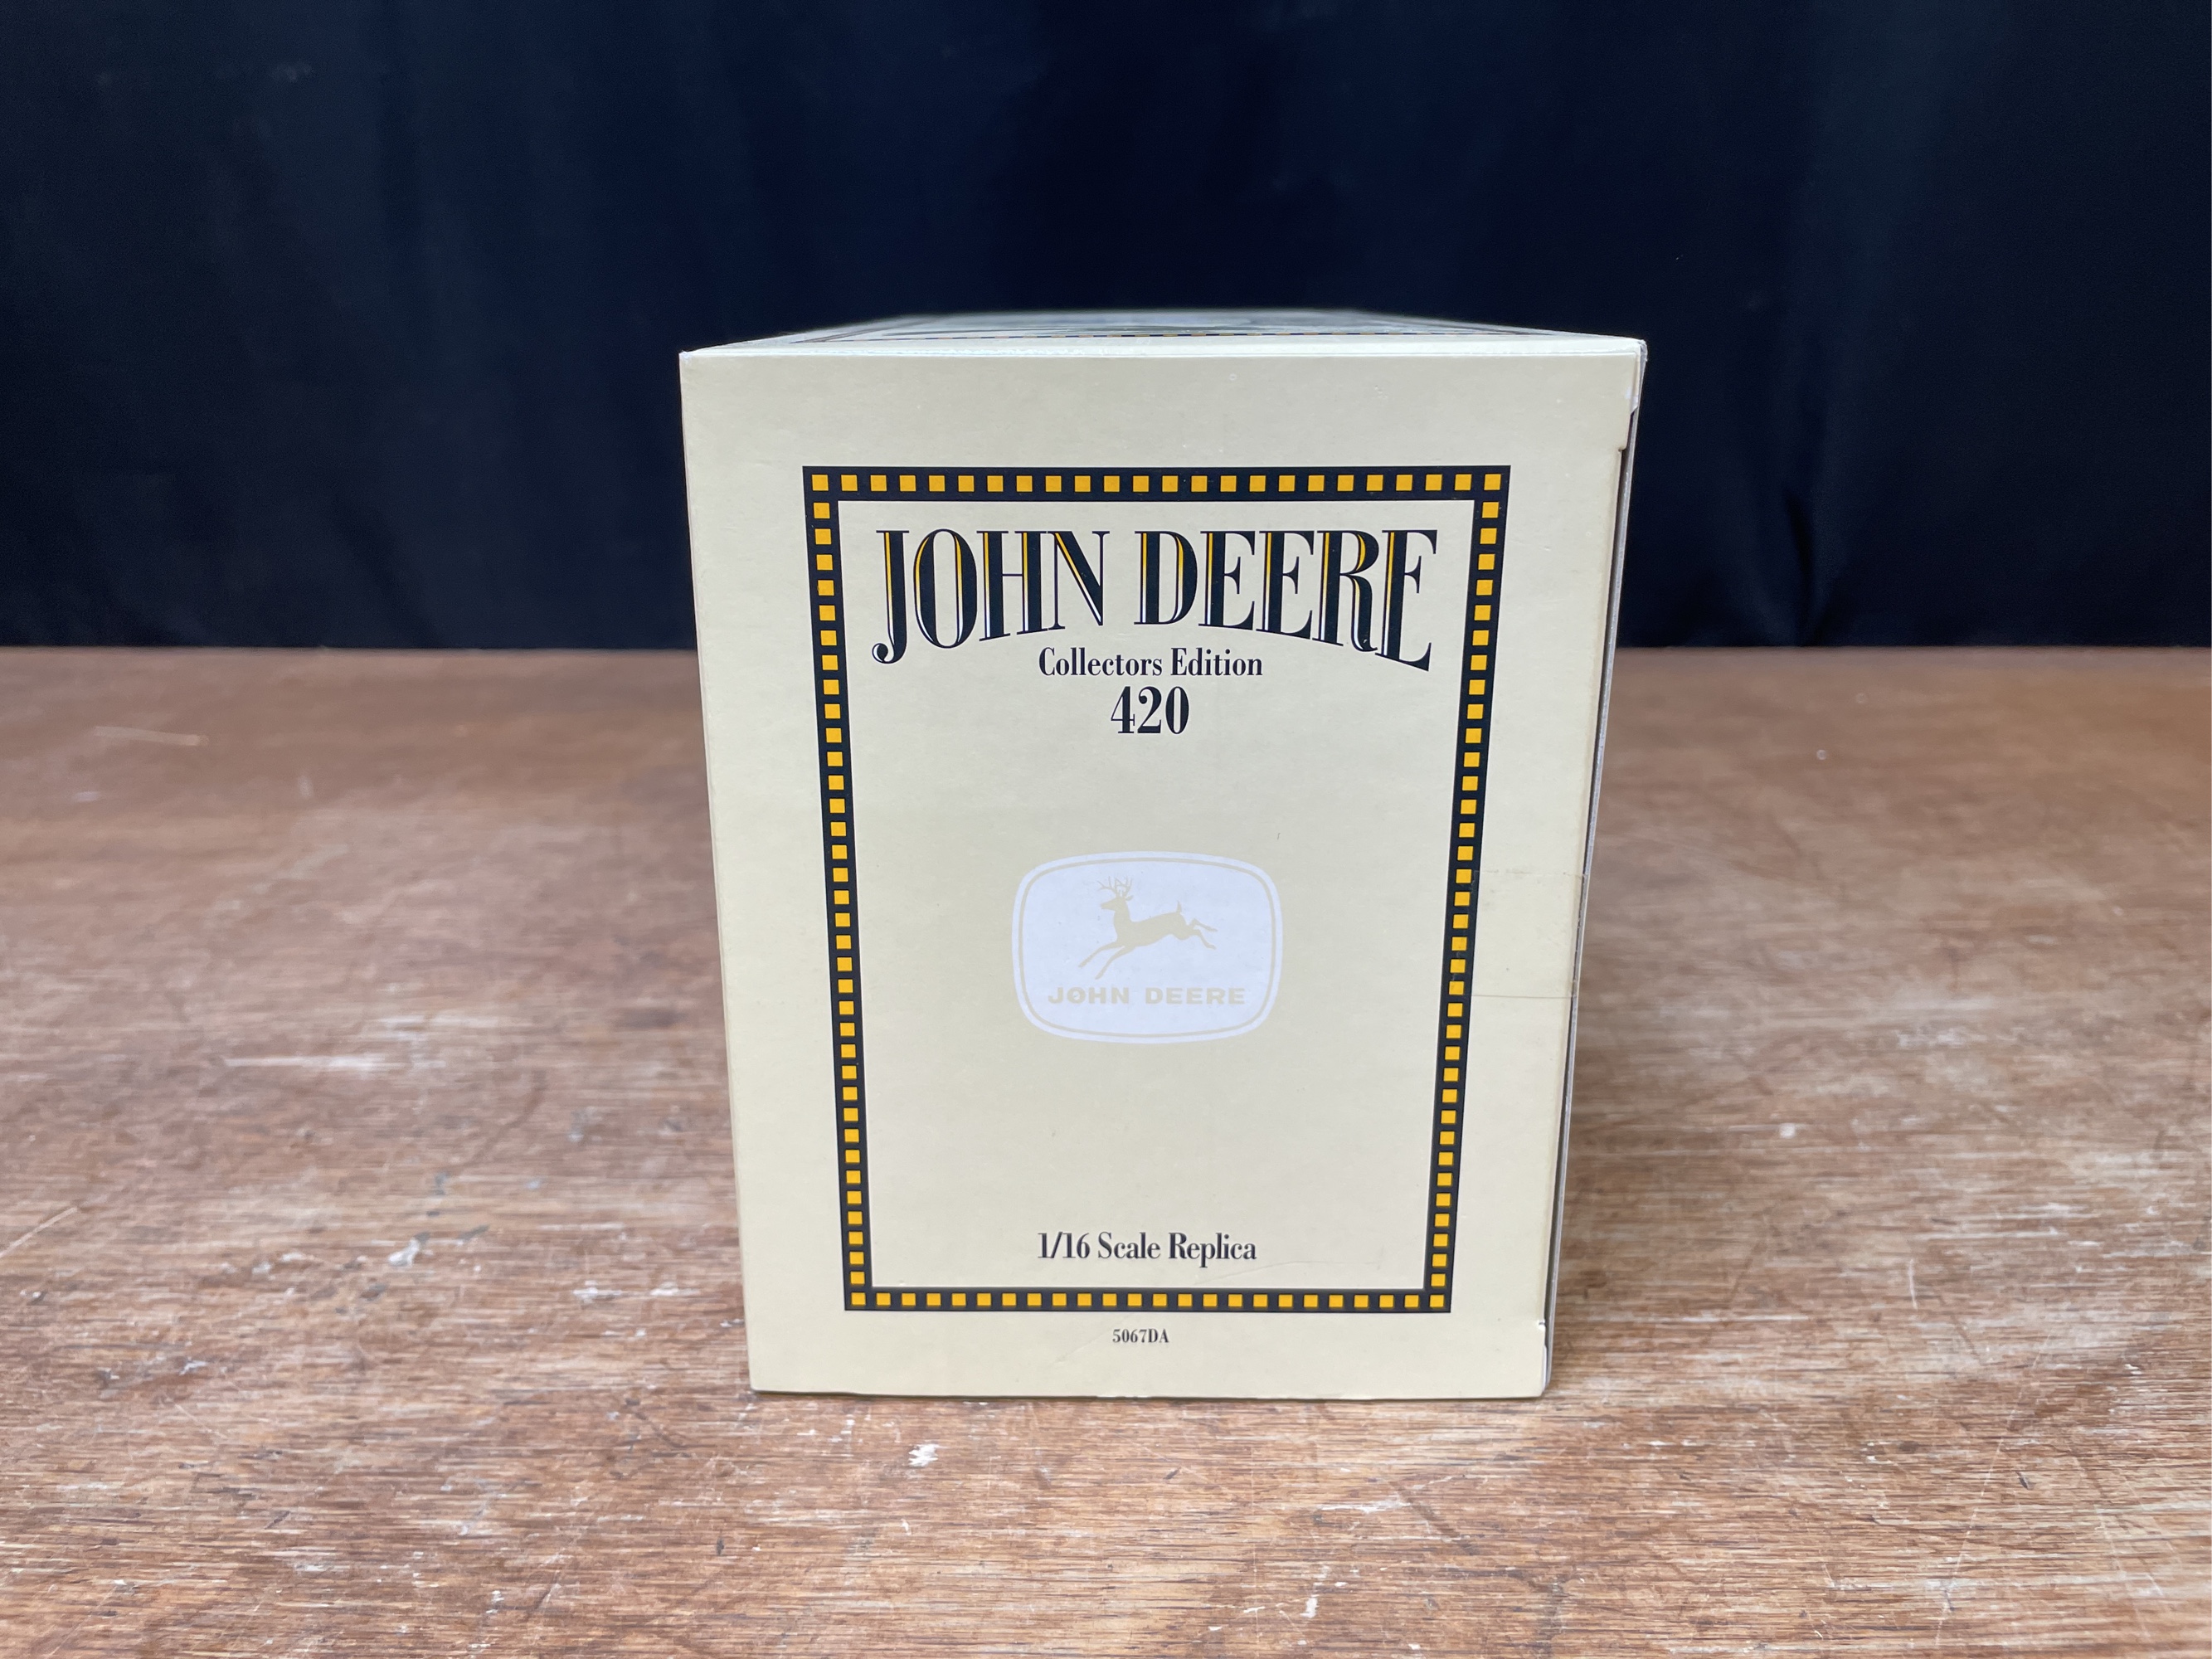 JOHN DEERE
Collectors Edition
420
JOHN DEERE
1/16 Scale Replica
5067DA